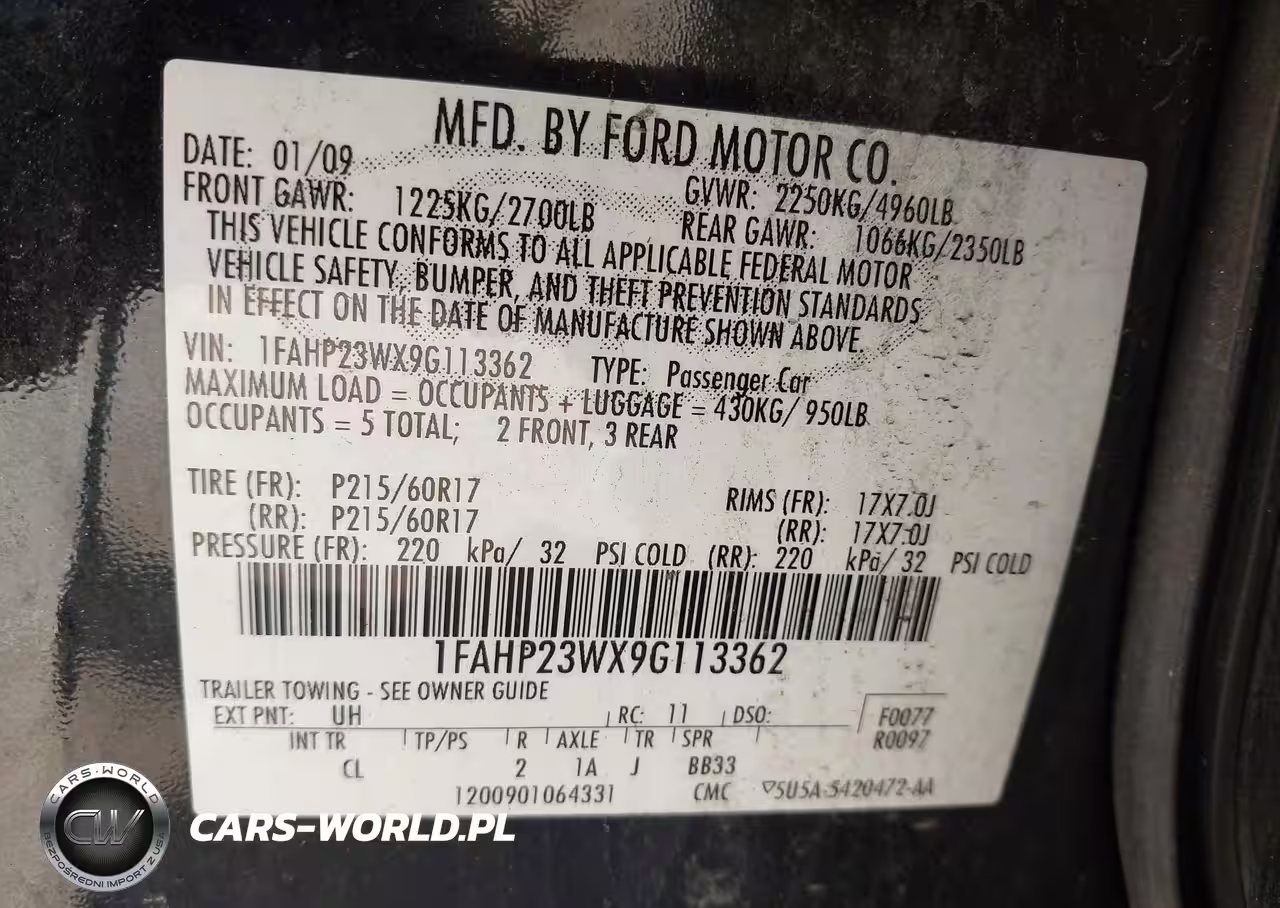 MFD. BY FORD MOTOR CO.
DATE: 01/09 GVWR: 2250KG/4960LB
FRONT GAWR: 1225KG/2700LB REAR GAWR: 1066KG/2350LB
THIS VEHICLE CONFORMS TO ALL APPLICABLE FEDERAL MOTOR
VEHICLE SAFETY, BUMPER, AND THEFT PREVENTION STANDARDS
IN EFFECT ON THE DATE OF MANUFACTURE SHOWN ABOVE.
VIN: 1FAHP23WX9G113362 TYPE: Passenger Car
MAXIMUM LOAD = OCCUPANTS + LUGGAGE = 430KG/ 950LB
OCCUPANTS = 5 TOTAL; 2 FRONT, 3 REAR
TIRE (FR): P215/60R17 RIMS (FR): 17X7.0J
(RR): P215/60R17 (RR): 17X7.0J
PRESSURE (FR): 220 kPa/ 32 PSI COLD (RR): 220 kPa/ 32 PSI COLD
1FAHP23WX9G113362
TRAILER TOWING - SEE OWNER GUIDE
EXT PNT: UH RC: 11 DSO: F0077
INT TR TP/PS R AXLE TR SPR R0097
CL 2 1A J BB33
1200901064331 CMC ▽5U5A-5420472-AA
CARS-WORLD
CW
BEZPOŚREDNI IMPORT Z USA
CARS-WORLD.PL